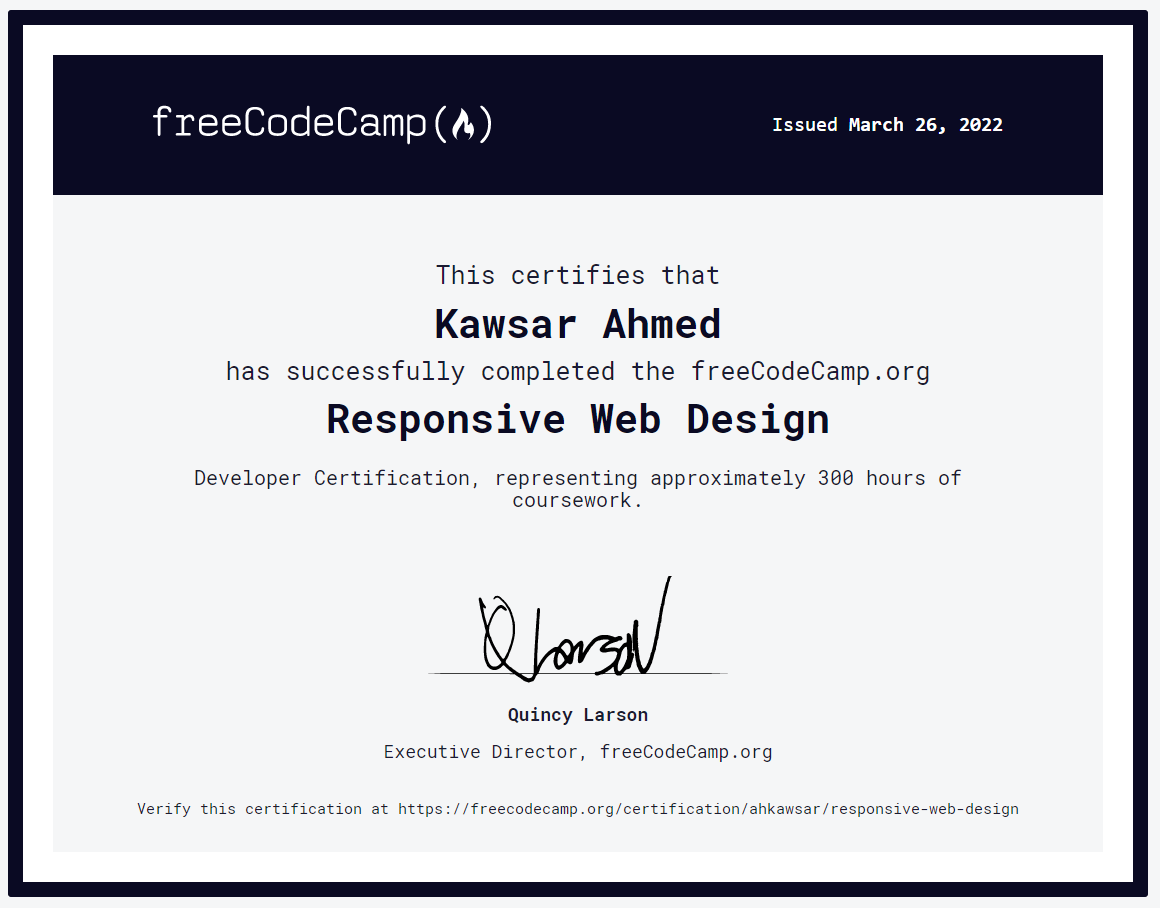 freeCodeCamp(🔥)
Issued March 26, 2022
This certifies that
Kawsar Ahmed
has successfully completed the freeCodeCamp.org
Responsive Web Design
Developer Certification, representing approximately 300 hours of
coursework.
Q Larson
Quincy Larson
Executive Director, freeCodeCamp.org
Verify this certification at https://freecodecamp.org/certification/ahkawsar/responsive-web-design